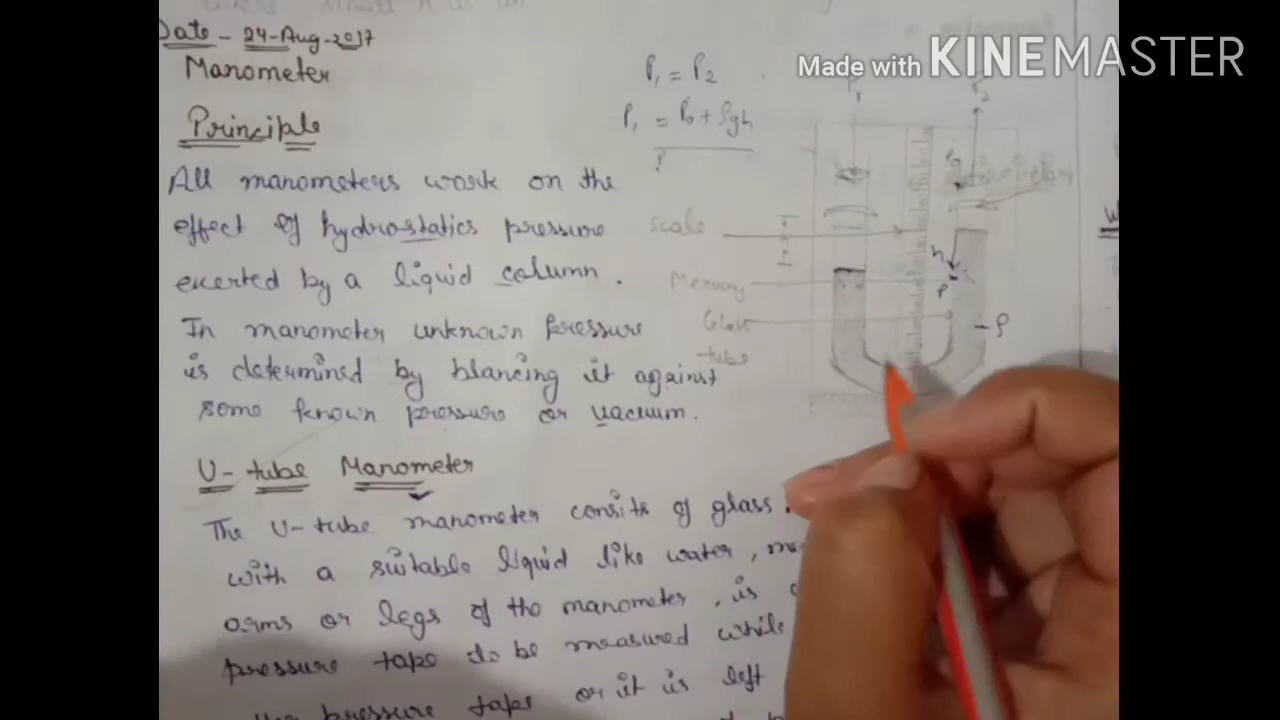 Date - 24-Aug-2017
Manometer
Principle
All manometers work on the
effect of hydrostatics pressure
exerted by a liquid column.
In manometer unknown pressure
is determined by blancing it against
some known pressure or vacuum.
U- tube Manometer
The U-tube manometer consits of glass
with a suitable liquid like water,
arms or legs of the manometer, is
pressure taps to be measured while
pressure taps or it is left
P₁ = P₂
P₁ = P₀ + ρgh
Made with KINEMASTER
P₁
P₂
scale
Mercury
Glass
tube
h
P
ρ